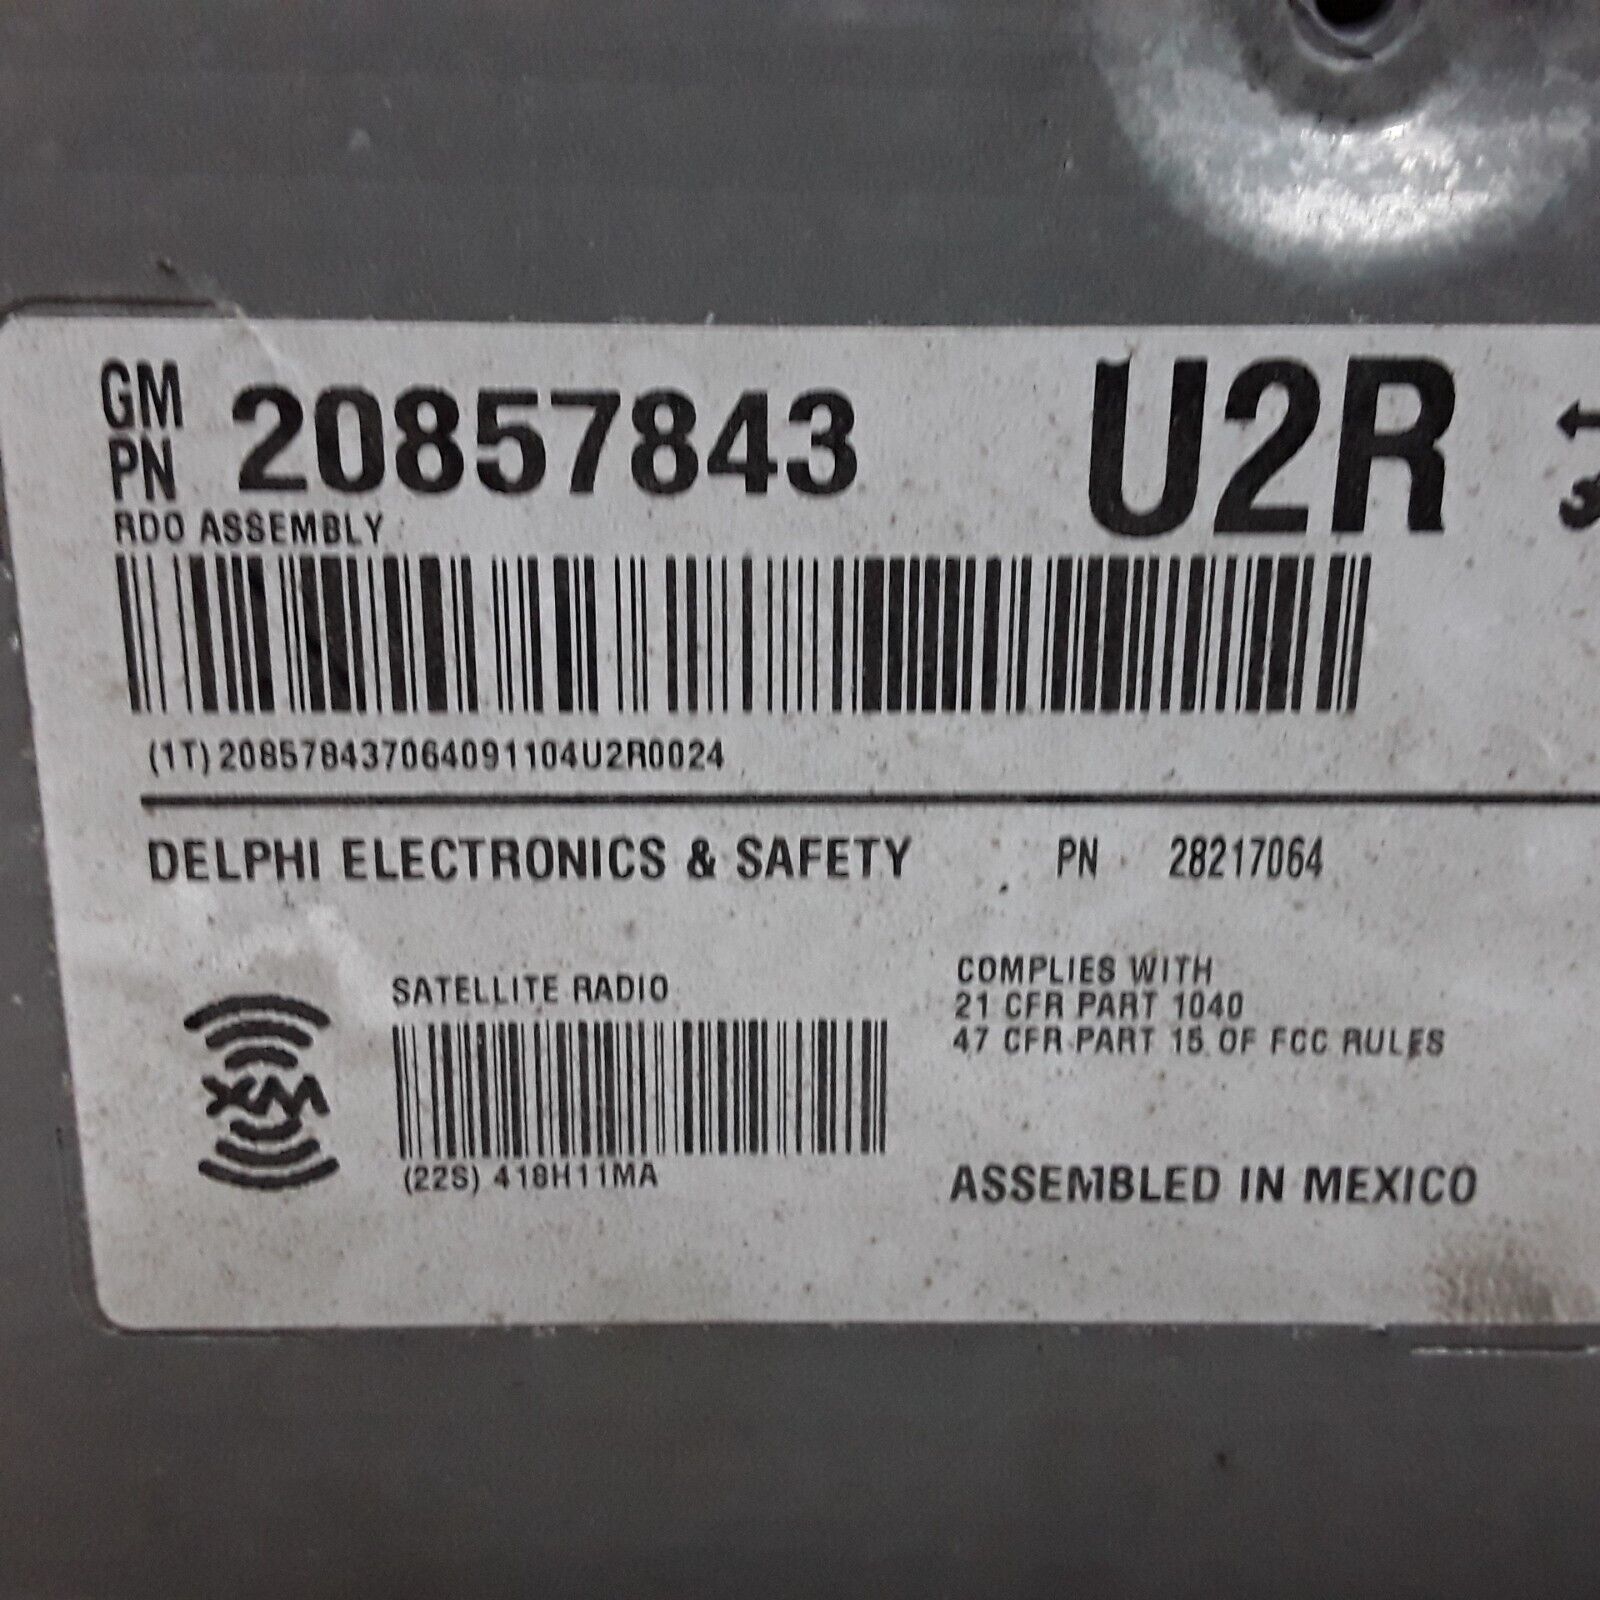 GM
PN 20857843 U2R
RDO ASSEMBLY
(1T) 208578437064091104U2R0024
DELPHI ELECTRONICS & SAFETY PN 28217064
SATELLITE RADIO
XM
(22S) 418H11MA
COMPLIES WITH
21 CFR PART 1040
47 CFR PART 15 OF FCC RULES
ASSEMBLED IN MEXICO